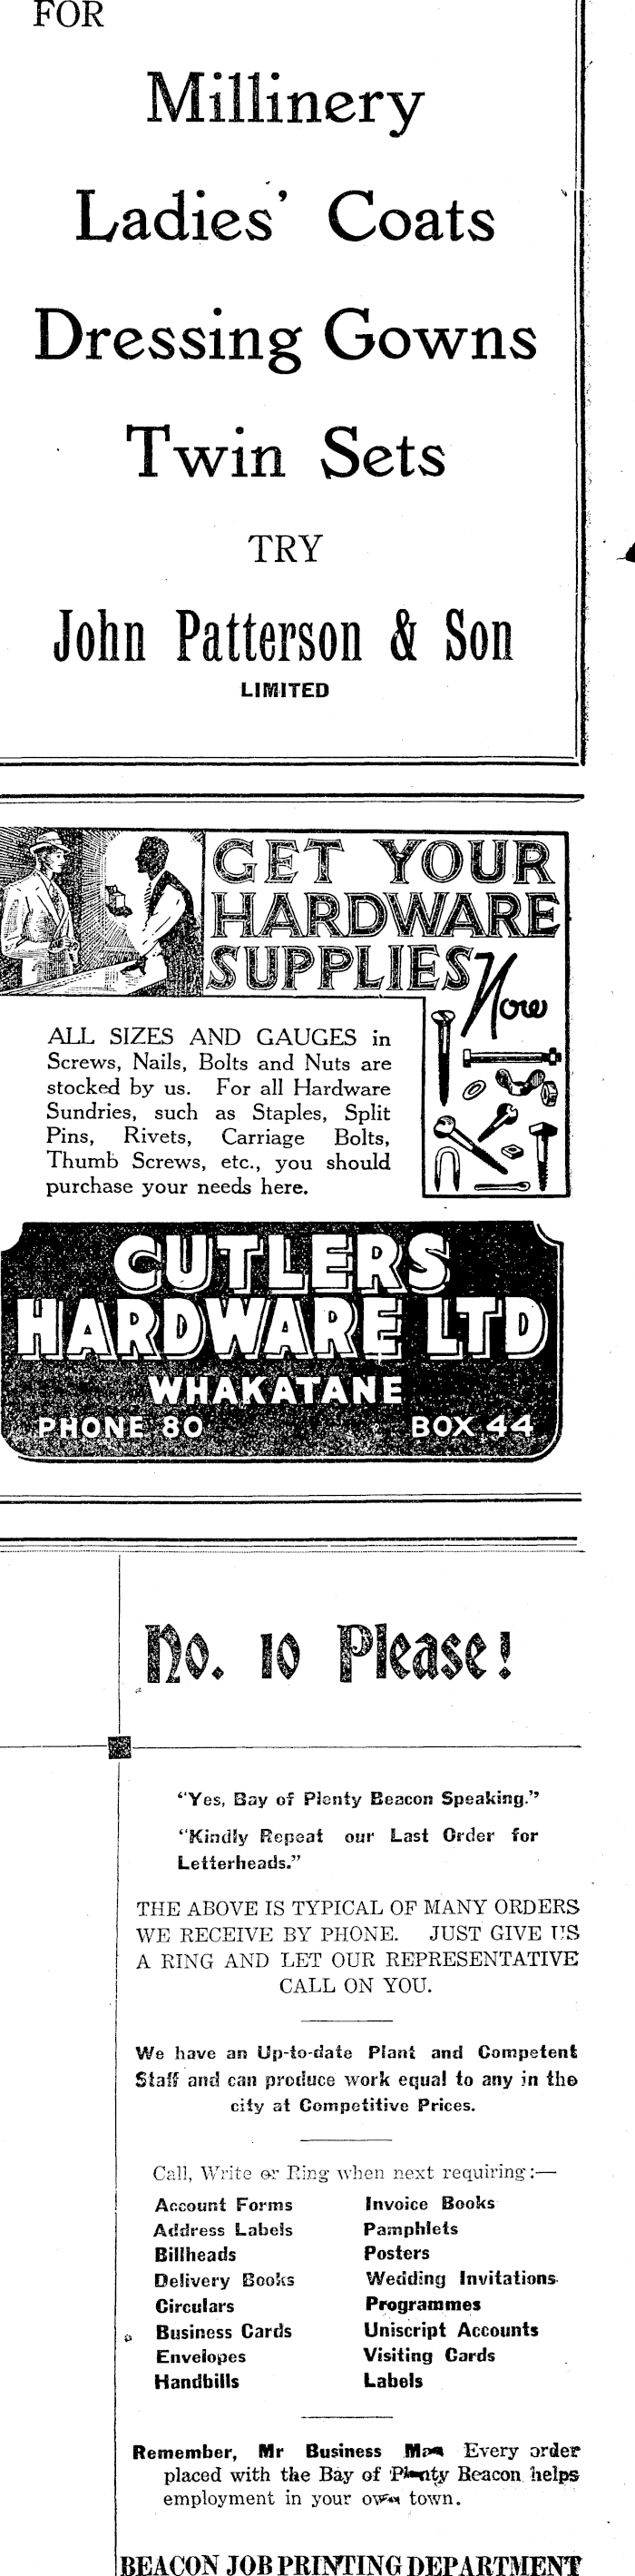 FOR
Millinery
Ladies' Coats
Dressing Gowns
Twin Sets
TRY
John Patterson & Son
LIMITED
GET YOUR
HARDWARE
SUPPLIES
Now
ALL SIZES AND GAUGES in
Screws, Nails, Bolts and Nuts are
stocked by us. For all Hardware
Sundries, such as Staples, Split
Pins, Rivets, Carriage Bolts,
Thumb Screws, etc., you should
purchase your needs here.
CUTLERS
HARDWARE LTD
WHAKATANE
PHONE 80 BOX 44
No. 10 Please!
"Yes, Bay of Plenty Beacon Speaking."
"Kindly Repeat our Last Order for
Letterheads."
THE ABOVE IS TYPICAL OF MANY ORDERS
WE RECEIVE BY PHONE. JUST GIVE US
A RING AND LET OUR REPRESENTATIVE
CALL ON YOU.
We have an Up-to-date Plant and Competent
Staff and can produce work equal to any in the
city at Competitive Prices.
Call, Write or Ring when next requiring:—
Account Forms Invoice Books
Address Labels Pamphlets
Billheads Posters
Delivery Books Wedding Invitations
Circulars Programmes
Business Cards Uniscript Accounts
Envelopes Visiting Cards
Handbills Labels
Remember, Mr Business Man Every order
placed with the Bay of Plenty Beacon helps
employment in your own town.
BEACON JOB PRINTING DEPARTMENT